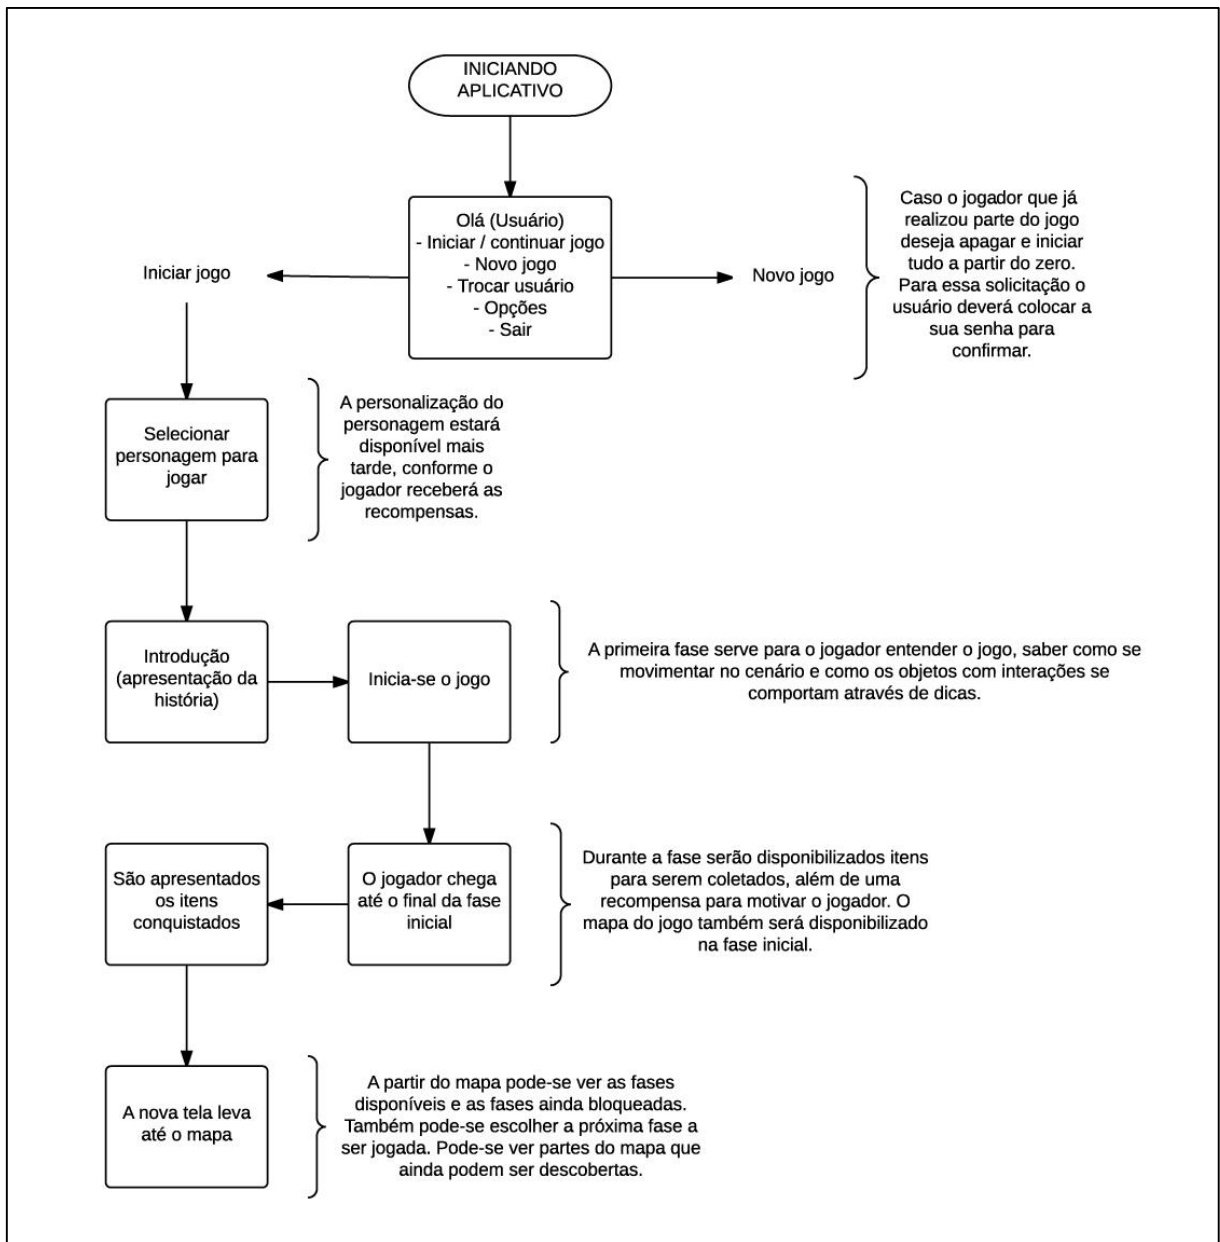 INICIANDO
APLICATIVO
Olá (Usuário)
- Iniciar / continuar jogo
- Novo jogo
- Trocar usuário
- Opções
- Sair
Iniciar jogo
Novo jogo
Caso o jogador que já
realizou parte do jogo
deseja apagar e iniciar
tudo a partir do zero.
Para essa solicitação o
usuário deverá colocar a
sua senha para
confirmar.
Selecionar
personagem para
jogar
A personalização do
personagem estará
disponível mais
tarde, conforme o
jogador receberá as
recompensas.
Introdução
(apresentação da
história)
Inicia-se o jogo
A primeira fase serve para o jogador entender o jogo, saber como se
movimentar no cenário e como os objetos com interações se
comportam através de dicas.
São apresentados
os itens
conquistados
O jogador chega
até o final da fase
inicial
Durante a fase serão disponibilizados itens
para serem coletados, além de uma
recompensa para motivar o jogador. O
mapa do jogo também será disponibilizado
na fase inicial.
A nova tela leva
até o mapa
A partir do mapa pode-se ver as fases
disponíveis e as fases ainda bloqueadas.
Também pode-se escolher a próxima fase a
ser jogada. Pode-se ver partes do mapa que
ainda podem ser descobertas.